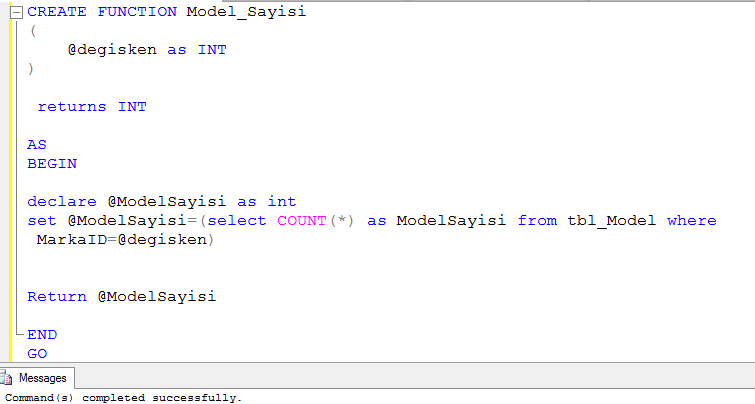 CREATE FUNCTION Model_Sayisi
(
@degisken as INT
)
returns INT
AS
BEGIN
declare @ModelSayisi as int
set @ModelSayisi=(select COUNT(*) as ModelSayisi from tbl_Model where
MarkaID=@degisken)
Return @ModelSayisi
END
GO
Messages
Command(s) completed successfully.